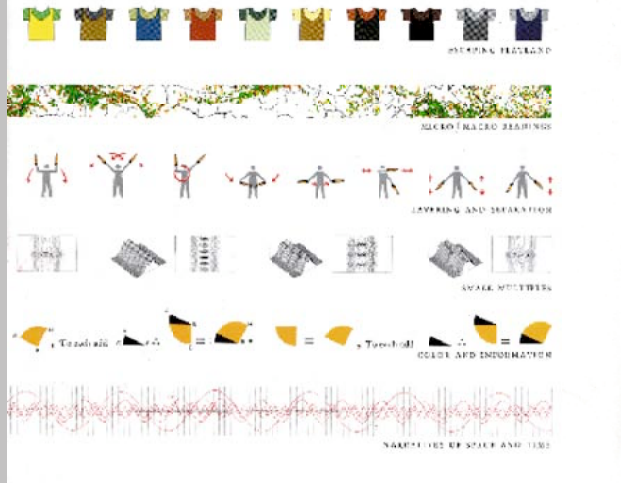 ESCAPING FLATLAND
MICRO/MACRO READINGS
LAYERING AND SEPARATION
SMALL MULTIPLES
COLOR AND INFORMATION
NARRATIVES OF SPACE AND TIME